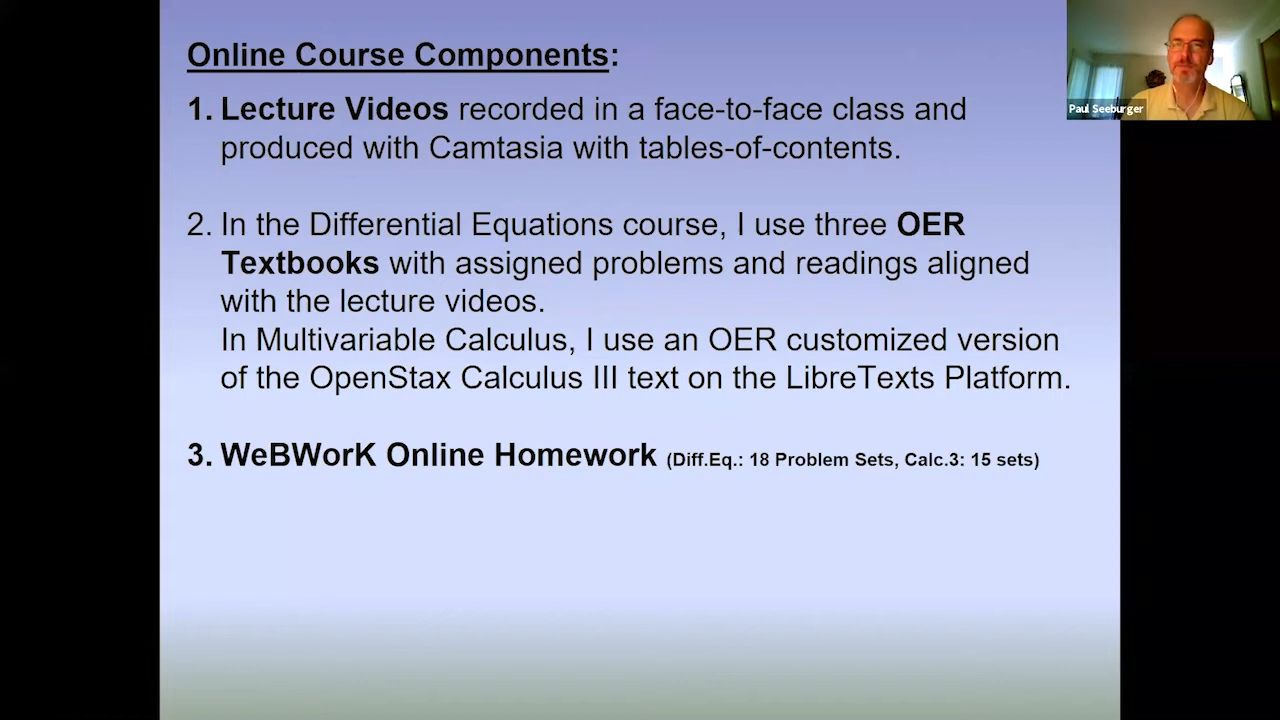 Online Course Components:
1. Lecture Videos recorded in a face-to-face class and
produced with Camtasia with tables-of-contents.
2. In the Differential Equations course, I use three OER
Textbooks with assigned problems and readings aligned
with the lecture videos.
In Multivariable Calculus, I use an OER customized version
of the OpenStax Calculus III text on the LibreTexts Platform.
3. WeBWorK Online Homework (Diff.Eq.: 18 Problem Sets, Calc.3: 15 sets)
Paul Seeburger